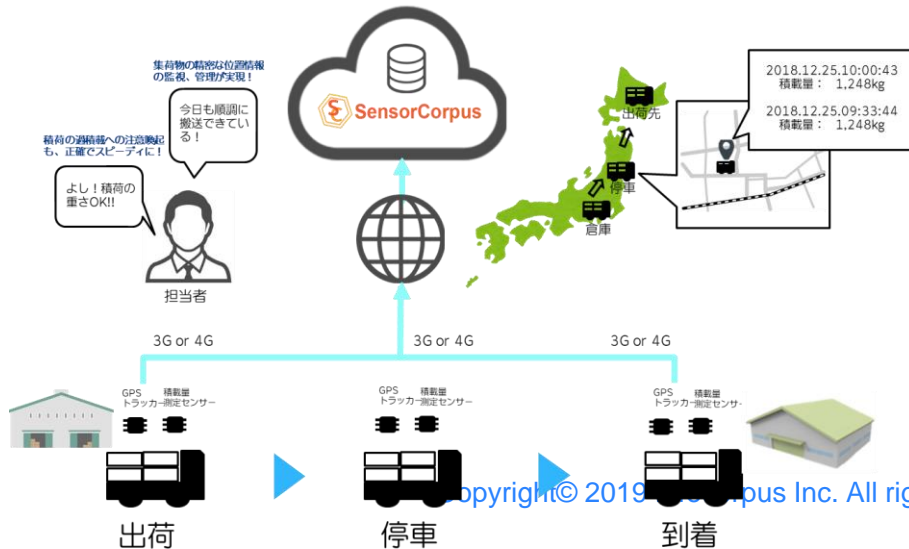 集荷物の精密な位置情報
の監視、管理が実現！
今日も順調に
搬送できてい
る！
積荷の過積載への注意喚起
も、正確でスピーディに！
よし！積荷の
重さOK!!
担当者
SensorCorpus
出荷先
停車
倉庫
2018.12.25.10:00:43
積載量： 1,248kg
2018.12.25.09:33:44
積載量： 1,248kg
3G or 4G
3G or 4G
3G or 4G
GPS
トラッカー
積載量
測定センサー
GPS
トラッカー
積載量
測定センサー
GPS
トラッカー
積載量
測定センサー
opyright© 2019 pus Inc. All rig
出荷
停車
到着